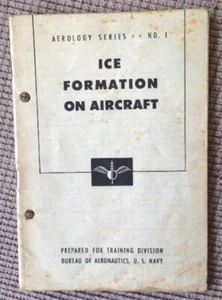 AEROLOGY SERIES ★★ NO. 1
ICE
FORMATION
ON AIRCRAFT
PREPARED FOR TRAINING DIVISION
BUREAU OF AERONAUTICS, U. S. NAVY